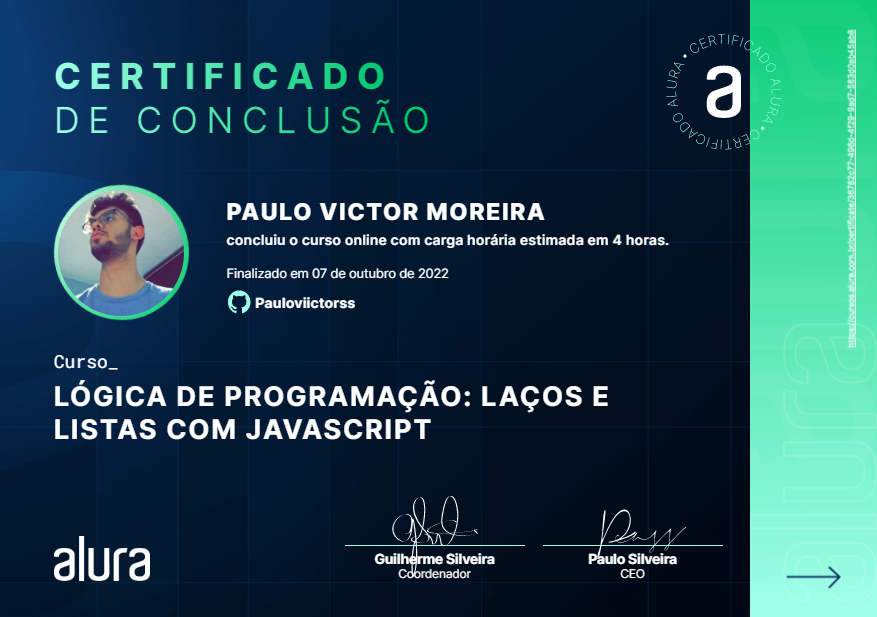 CERTIFICADO
DE CONCLUSÃO
ALURA • CERTIFICADO ALURA • CERTIFICADO
a
PAULO VICTOR MOREIRA
concluiu o curso online com carga horária estimada em 4 horas.
Finalizado em 07 de outubro de 2022
Pauloviictorss
Curso_
LÓGICA DE PROGRAMAÇÃO: LAÇOS E
LISTAS COM JAVASCRIPT
alura
Guilherme Silveira
Coordenador
Paulo Silveira
CEO
alura